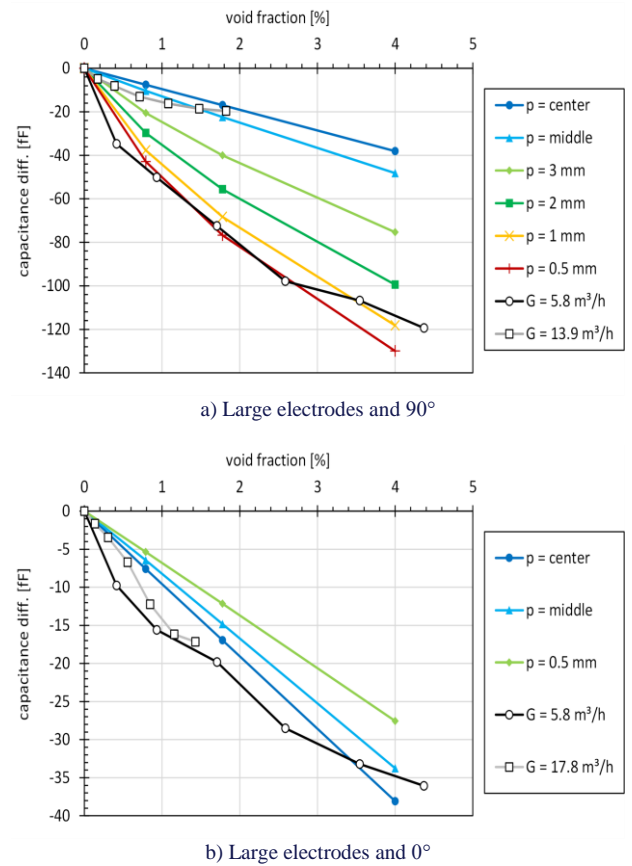 void fraction [%]
0 1 2 3 4 5
0
-20
-40
-60
-80
-100
-120
-140
capacitance diff. [fF]
p = center
p = middle
p = 3 mm
p = 2 mm
p = 1 mm
p = 0.5 mm
G = 5.8 m³/h
G = 13.9 m³/h
a) Large electrodes and 90°
void fraction [%]
0 1 2 3 4 5
0
-5
-10
-15
-20
-25
-30
-35
-40
capacitance diff. [fF]
p = center
p = middle
p = 0.5 mm
G = 5.8 m³/h
G = 17.8 m³/h
b) Large electrodes and 0°